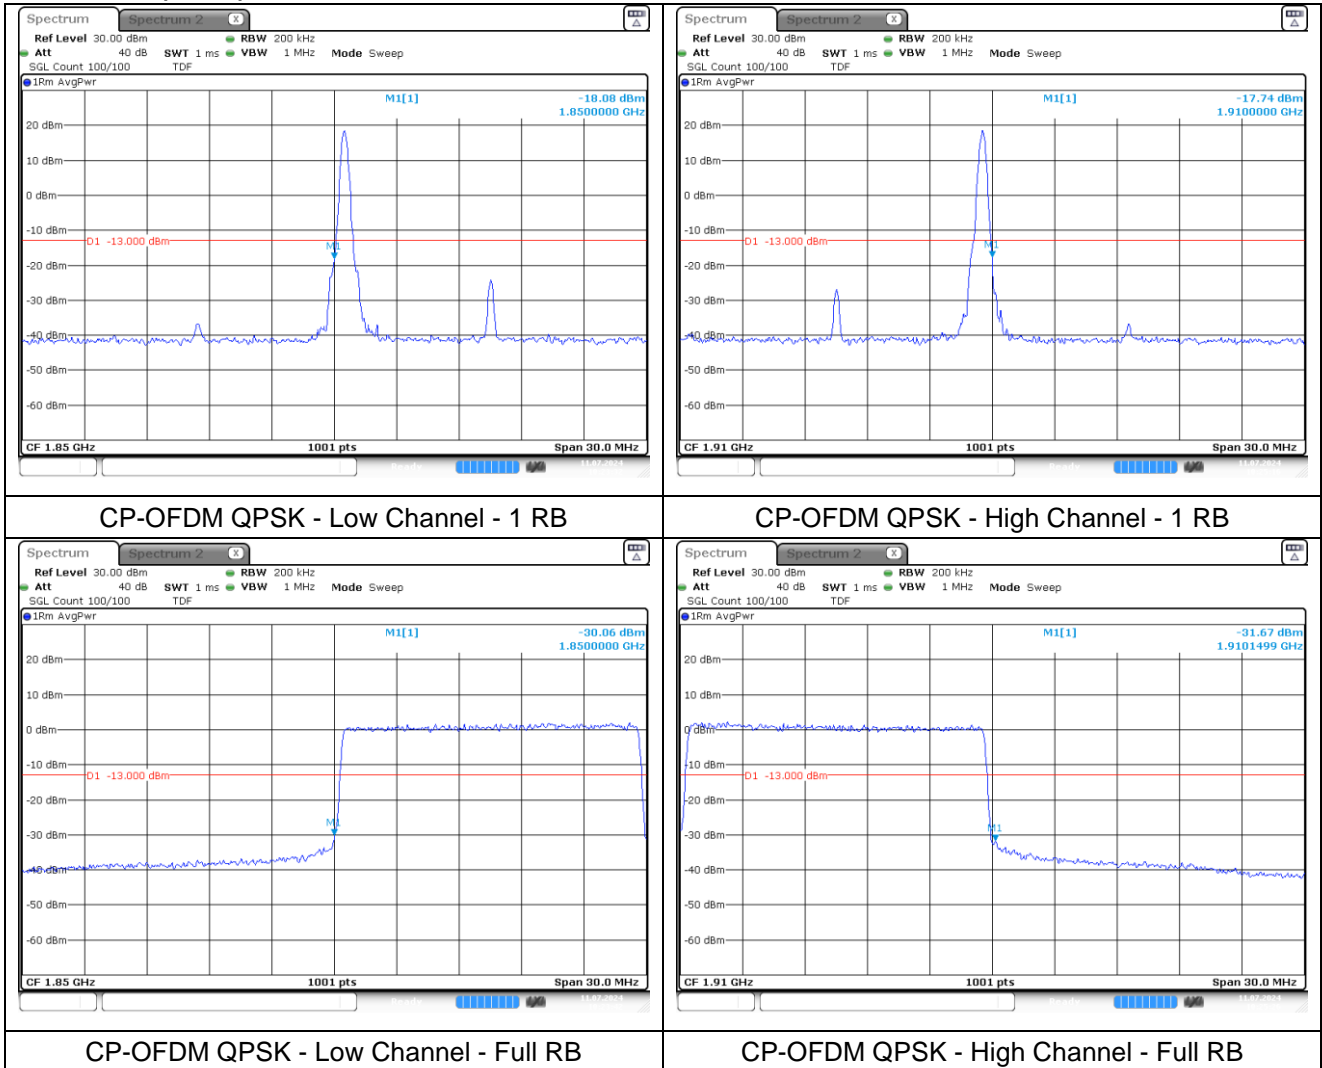 Spectrum Spectrum 2 X
Ref Level 30.00 dBm RBW 200 kHz
Att 40 dB SWT 1 ms VBW 1 MHz Mode Sweep
SGL Count 100/100 TDF
1Rm AvgPwr
M1[1] -18.08 dBm
1.8500000 GHz
20 dBm
10 dBm
0 dBm
-10 dBm
D1 -13.000 dBm
M1
-20 dBm
-30 dBm
-40 dBm
-50 dBm
-60 dBm
CF 1.85 GHz 1001 pts Span 30.0 MHz
Ready 11.07.2024
CP-OFDM QPSK - Low Channel - 1 RB
Spectrum Spectrum 2 X
Ref Level 30.00 dBm RBW 200 kHz
Att 40 dB SWT 1 ms VBW 1 MHz Mode Sweep
SGL Count 100/100 TDF
1Rm AvgPwr
M1[1] -17.74 dBm
1.9100000 GHz
20 dBm
10 dBm
0 dBm
-10 dBm
D1 -13.000 dBm
M1
-20 dBm
-30 dBm
-40 dBm
-50 dBm
-60 dBm
CF 1.91 GHz 1001 pts Span 30.0 MHz
Ready 11.07.2024
CP-OFDM QPSK - High Channel - 1 RB
Spectrum Spectrum 2 X
Ref Level 30.00 dBm RBW 200 kHz
Att 40 dB SWT 1 ms VBW 1 MHz Mode Sweep
SGL Count 100/100 TDF
1Rm AvgPwr
M1[1] -30.06 dBm
1.8500000 GHz
20 dBm
10 dBm
0 dBm
-10 dBm
D1 -13.000 dBm
-20 dBm
M1
-30 dBm
-40 dBm
-50 dBm
-60 dBm
CF 1.85 GHz 1001 pts Span 30.0 MHz
Ready 11.07.2024
CP-OFDM QPSK - Low Channel - Full RB
Spectrum Spectrum 2 X
Ref Level 30.00 dBm RBW 200 kHz
Att 40 dB SWT 1 ms VBW 1 MHz Mode Sweep
SGL Count 100/100 TDF
1Rm AvgPwr
M1[1] -31.67 dBm
1.9101499 GHz
20 dBm
10 dBm
0 dBm
-10 dBm
D1 -13.000 dBm
-20 dBm
M1
-30 dBm
-40 dBm
-50 dBm
-60 dBm
CF 1.91 GHz 1001 pts Span 30.0 MHz
Ready 11.07.2024
CP-OFDM QPSK - High Channel - Full RB